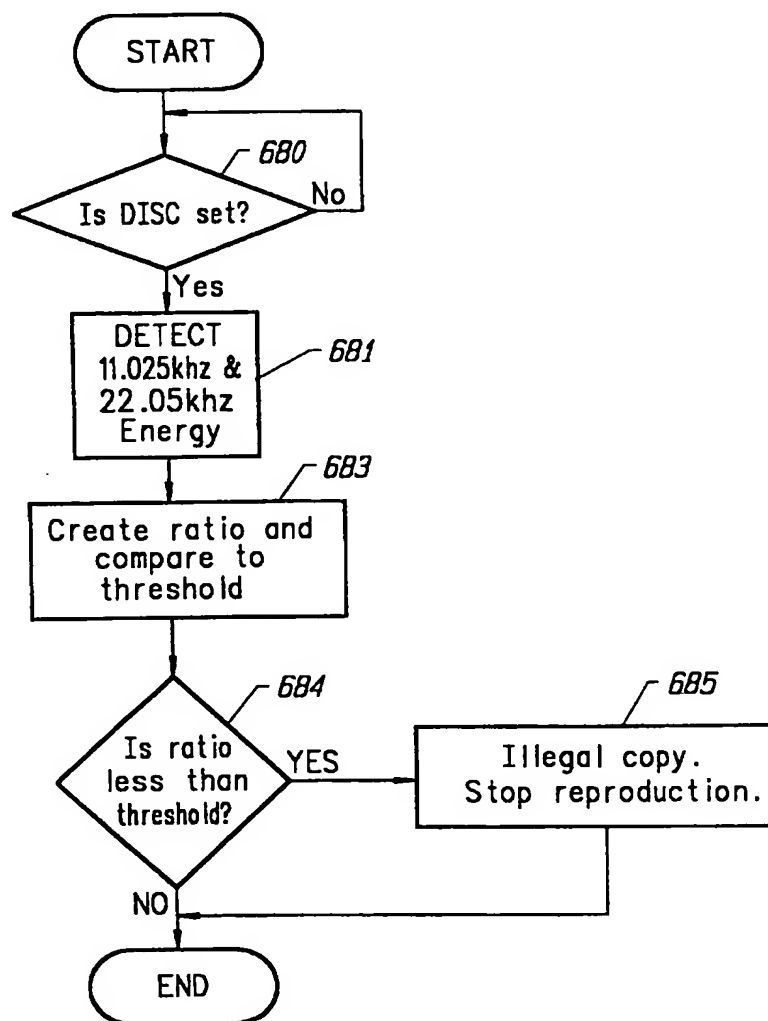 START
680
Is DISC set?
No
Yes
DETECT
11.025khz &
22.05khz
Energy
681
683
Create ratio and
compare to
threshold
684
Is ratio
less than
threshold?
YES
685
Illegal copy.
Stop reproduction.
NO
END